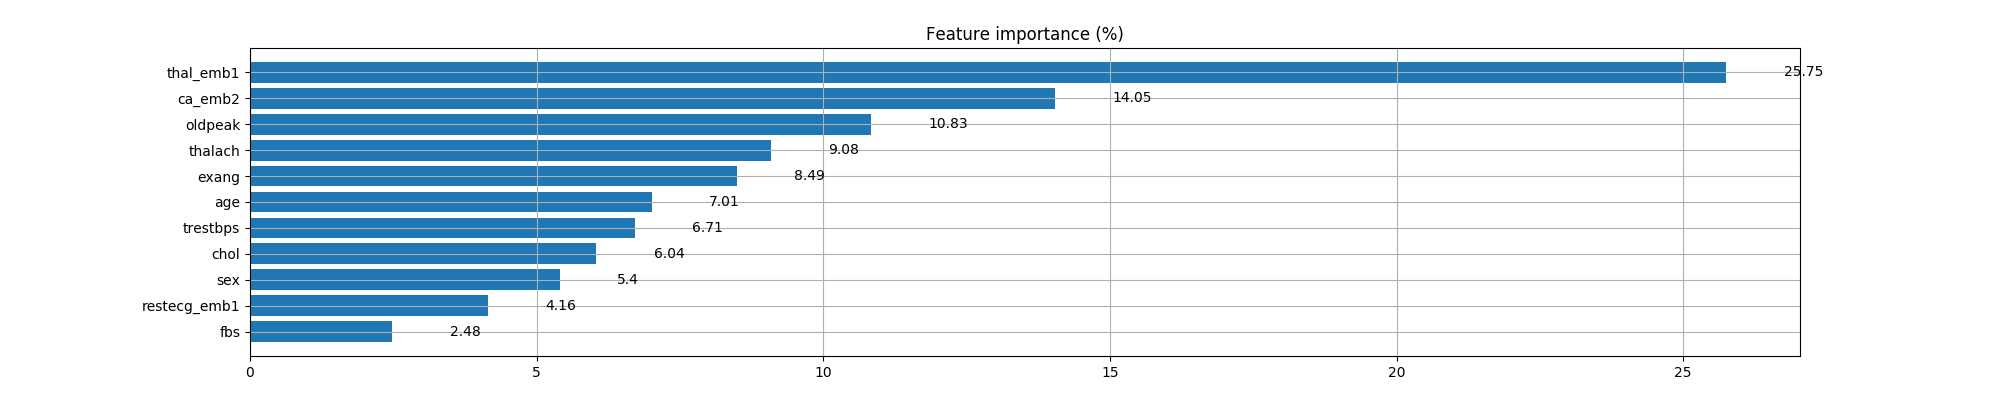 Feature importance (%)
thal_emb1 25.75
ca_emb2 14.05
oldpeak 10.83
thalach 9.08
exang 8.49
age 7.01
trestbps 6.71
chol 6.04
sex 5.4
restecg_emb1 4.16
fbs 2.48
0 5 10 15 20 25